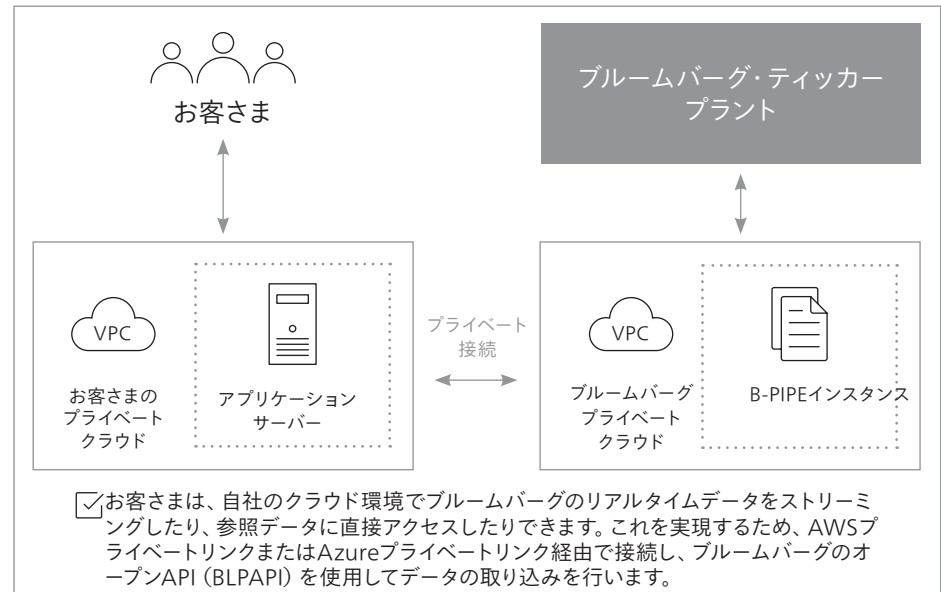 お客さま
ブルームバーグ・ティッカー
プラント
VPC
お客さまの
プライベート
クラウド
アプリケーション
サーバー
プライベート
接続
VPC
ブルームバーグ
プライベート
クラウド
B-PIPEインスタンス
お客さまは、自社のクラウド環境でブルームバーグのリアルタイムデータをストリーミ
ングしたり、参照データに直接アクセスしたりできます。これを実現するため、AWSプ
ライベートリンクまたはAzureプライベートリンク経由で接続し、ブルームバーグのオ
ープンAPI（BLPAPI）を使用してデータの取り込みを行います。